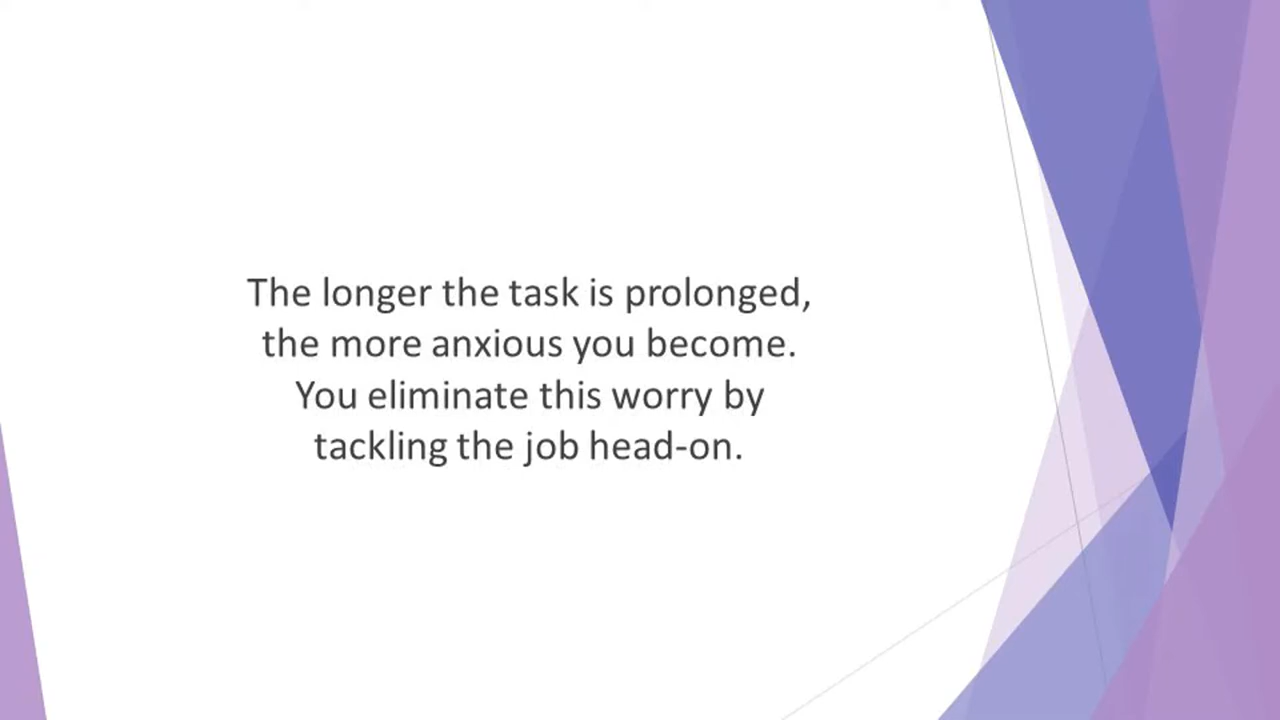 The longer the task is prolonged,
the more anxious you become.
You eliminate this worry by
tackling the job head-on.